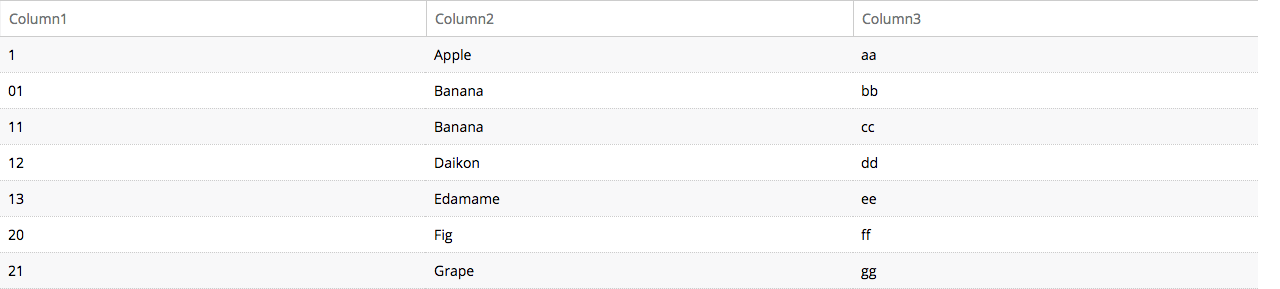 Column1 Column2 Column3
1 Apple aa
01 Banana bb
11 Banana cc
12 Daikon dd
13 Edamame ee
20 Fig ff
21 Grape gg